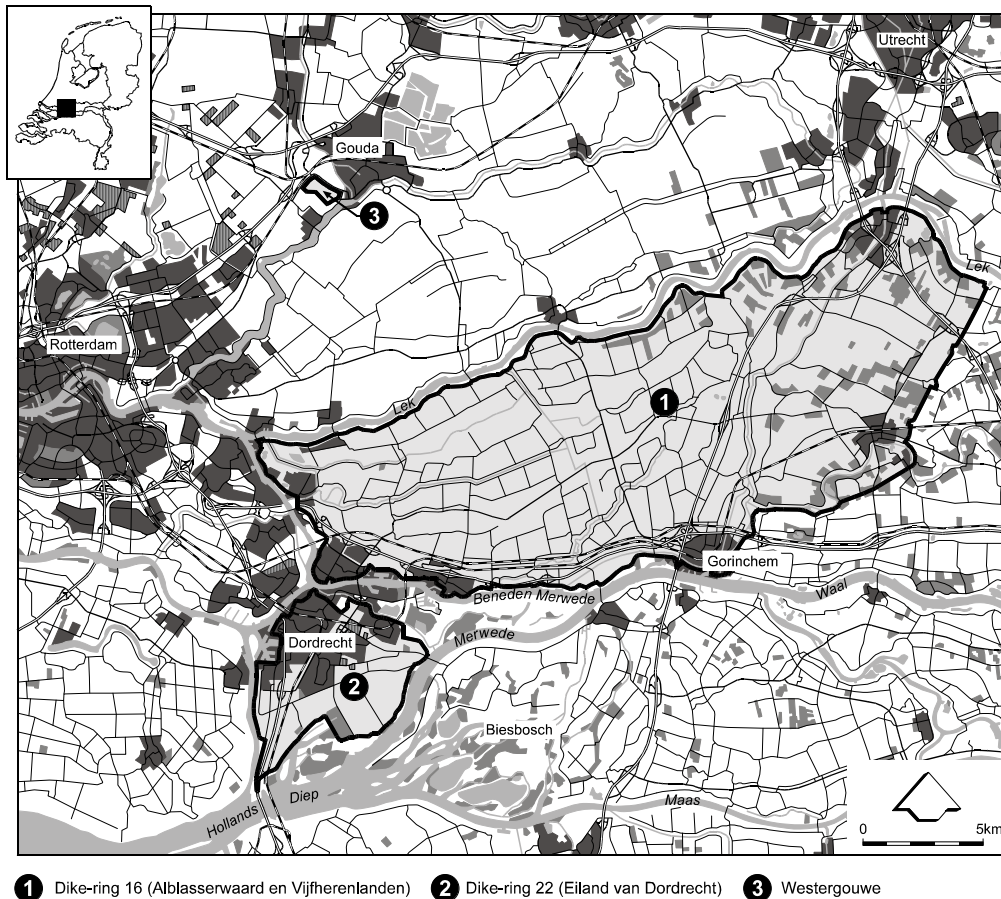 Utrecht
Gouda
3
Lek
Rotterdam
1
Lek
Gorinchem
Beneden Merwede
Waal
Merwede
Dordrecht
2
Biesbosch
Hollands Diep
Maas
0 5km
1 Dike-ring 16 (Alblasserwaard en Vijfherenlanden) 2 Dike-ring 22 (Eiland van Dordrecht) 3 Westergouwe